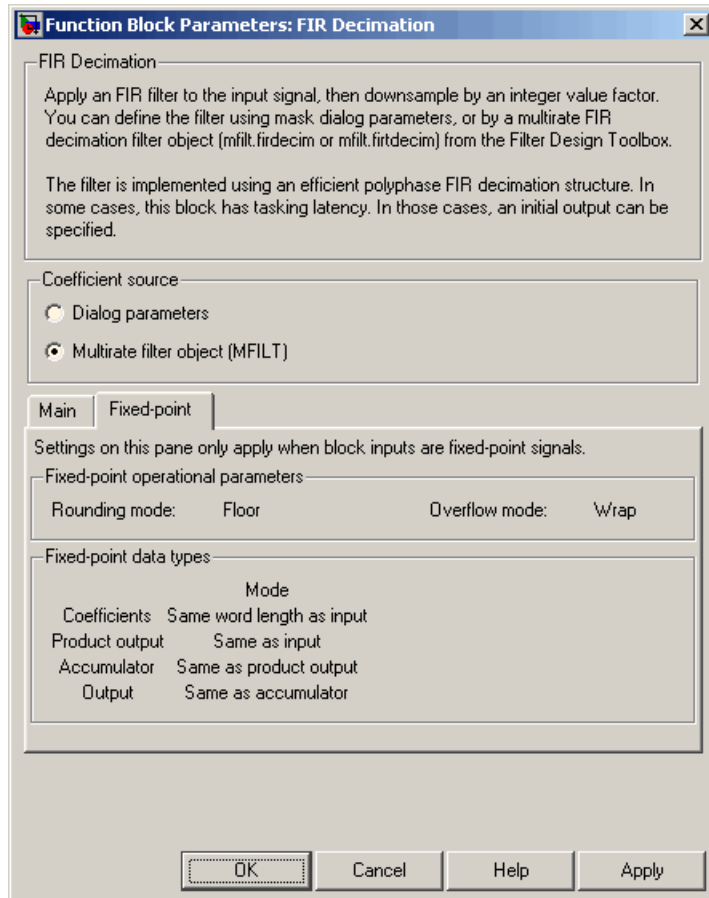 Function Block Parameters: FIR Decimation
FIR Decimation
Apply an FIR filter to the input signal, then downsample by an integer value factor.
You can define the filter using mask dialog parameters, or by a multirate FIR
decimation filter object (mfilt.firdecim or mfilt.firtdecim) from the Filter Design Toolbox.
The filter is implemented using an efficient polyphase FIR decimation structure. In
some cases, this block has tasking latency. In those cases, an initial output can be
specified.
Coefficient source
Dialog parameters
Multirate filter object (MFILT)
Main Fixed-point
Settings on this pane only apply when block inputs are fixed-point signals.
Fixed-point operational parameters
Rounding mode: Floor Overflow mode: Wrap
Fixed-point data types
Mode
Coefficients Same word length as input
Product output Same as input
Accumulator Same as product output
Output Same as accumulator
OK Cancel Help Apply